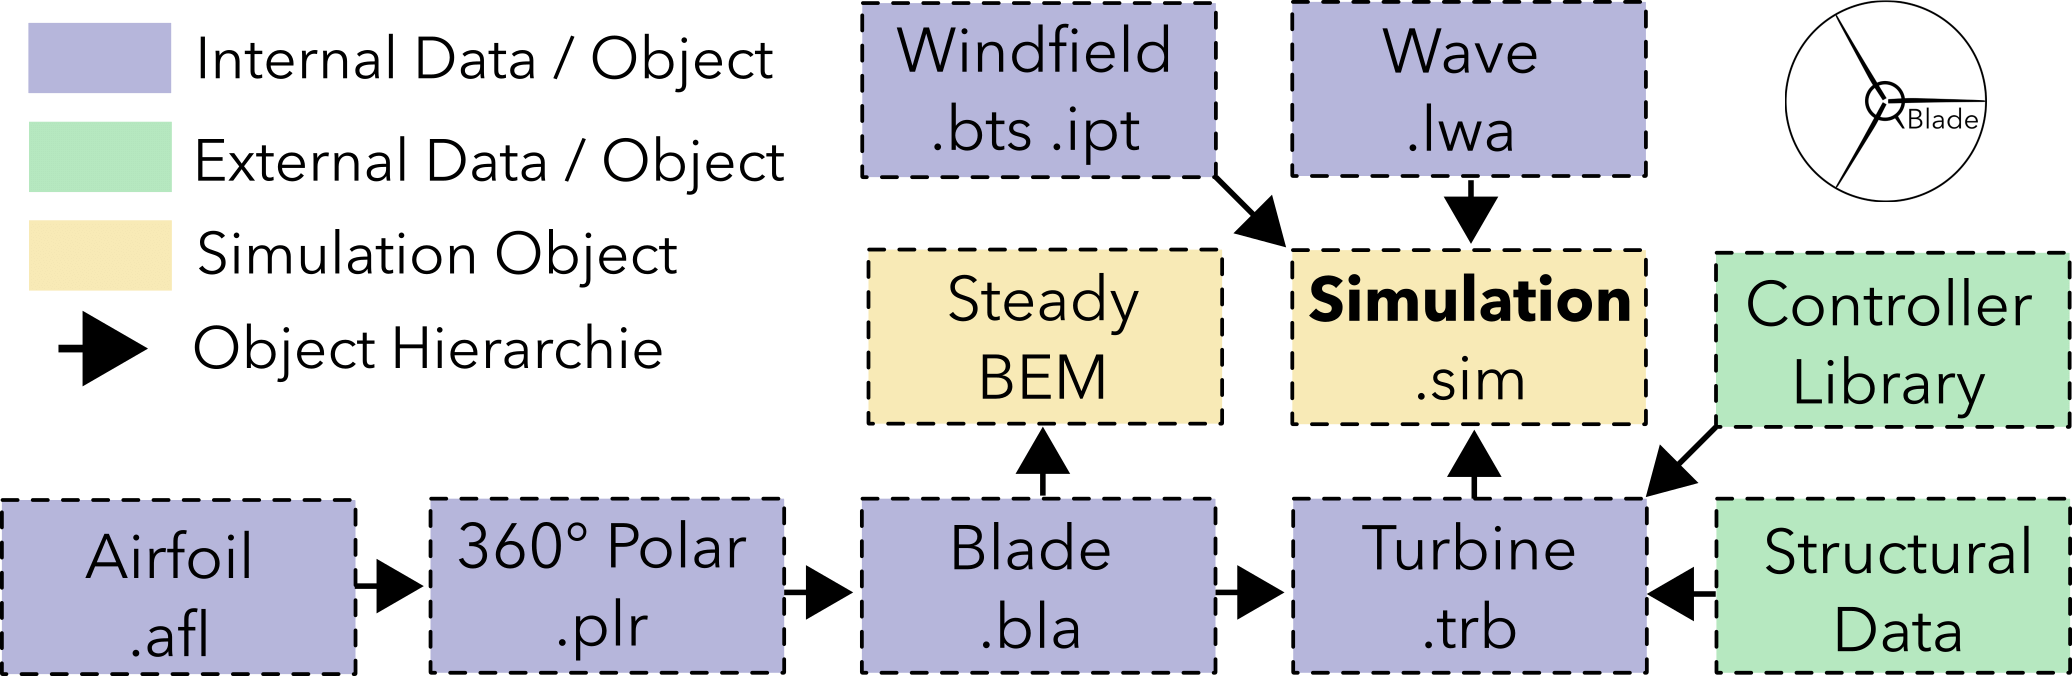 Internal Data / Object
External Data / Object
Simulation Object
Object Hierarchie
Windfield
.bts .ipt
Wave
.lwa
QBlade
Steady
BEM
Simulation
.sim
Controller
Library
Airfoil
.afl
360° Polar
.plr
Blade
.bla
Turbine
.trb
Structural
Data